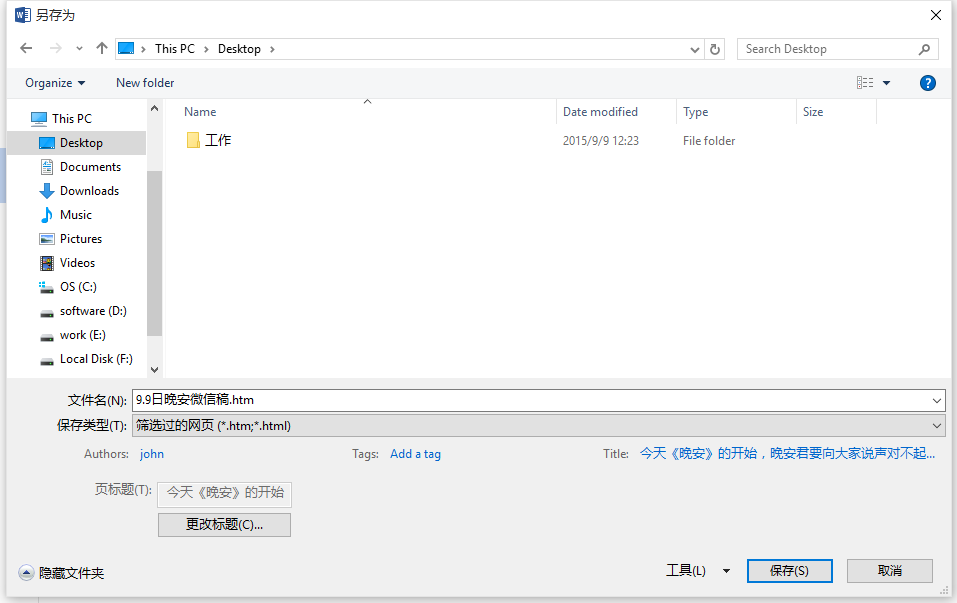 另存为
This PC
Desktop
Search Desktop
Organize
New folder
?
Name
Date modified
Type
Size
工作
2015/9/9 12:23
File folder
This PC
Desktop
Documents
Downloads
Music
Pictures
Videos
OS (C:)
software (D:)
work (E:)
Local Disk (F:)
文件名(N): 9.9日晚安微信稿.htm
保存类型(T): 筛选过的网页 (*.htm;*.html)
Authors: john
Tags: Add a tag
Title: 今天《晚安》的开始，晚安君要向大家说声对不起...
页标题(T): 今天《晚安》的开始
更改标题(C)...
隐藏文件夹
工具(L)
保存(S)
取消